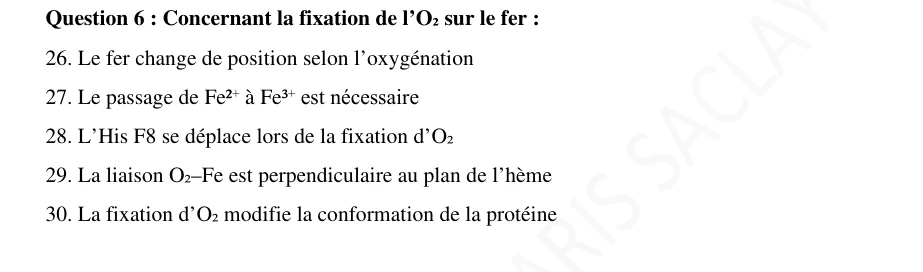 Question 6 : Concernant la fixation de l’O₂ sur le fer :
26. Le fer change de position selon l’oxygénation
27. Le passage de Fe²⁺ à Fe³⁺ est nécessaire
28. L’His F8 se déplace lors de la fixation d’O₂
29. La liaison O₂–Fe est perpendiculaire au plan de l’hème
30. La fixation d’O₂ modifie la conformation de la protéine
ARIS SACLAY